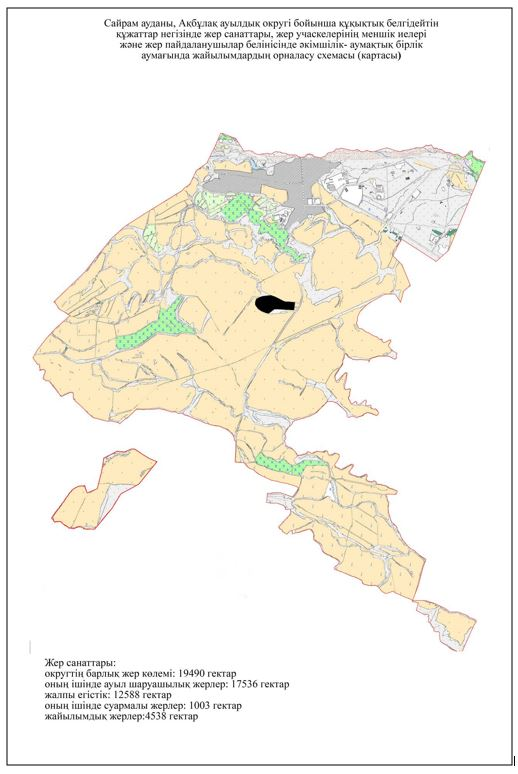 Сайрам ауданы, Ақбұлақ ауылдық округі бойынша құқықтық белгідейтін
құжаттар негізінде жер санаттары, жер учаскелерінің меншік иелері
және жер пайдаланушылар белінісінде әкімшілік- аумақтық бірлік
аумағында жайылымдардың орналасу схемасы (картасы)
Жер санаттары:
округтің барлық жер көлемі: 19490 гектар
оның ішінде ауыл шаруашылық жерлер: 17536 гектар
жалпы егістік: 12588 гектар
оның ішінде суармалы жерлер: 1003 гектар
жайылымдық жерлер:4538 гектар